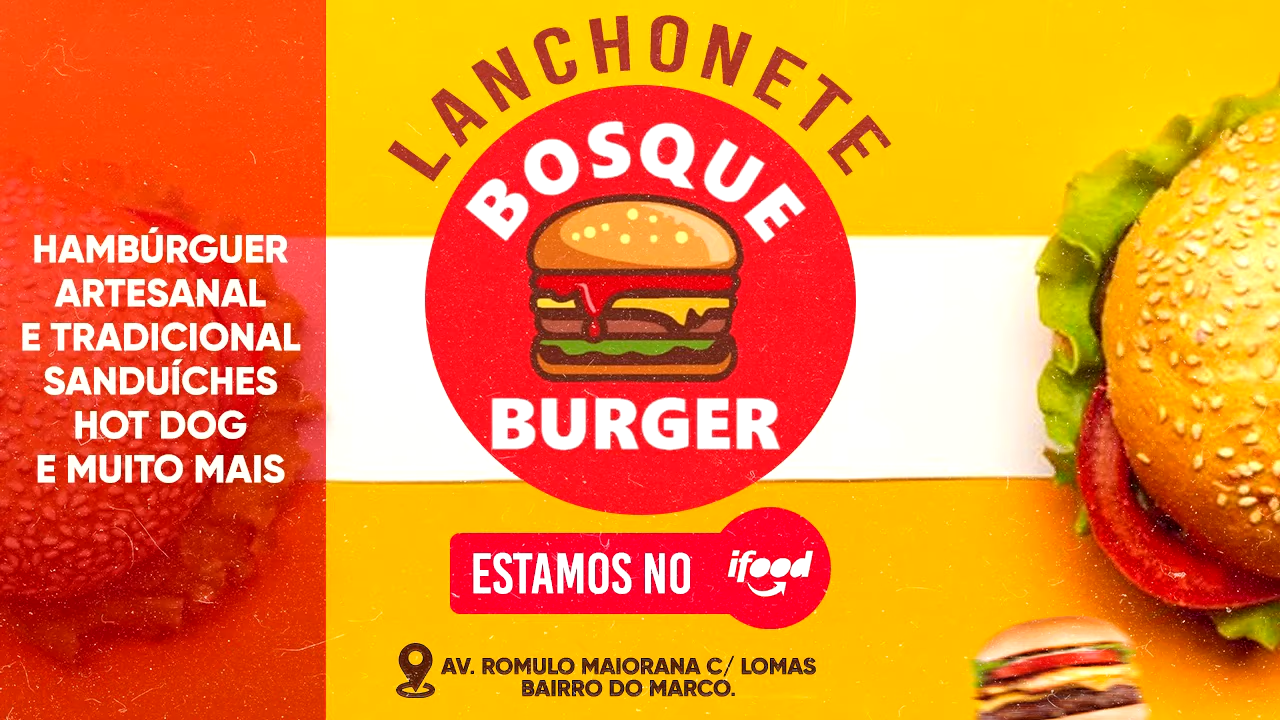 LANCHONETE
BOSQUE
BURGER
HAMBÚRGUER
ARTESANAL
E TRADICIONAL
SANDUÍCHES
HOT DOG
E MUITO MAIS
ESTAMOS NO ifood
AV. ROMULO MAIORANA C/ LOMAS
BAIRRO DO MARCO.